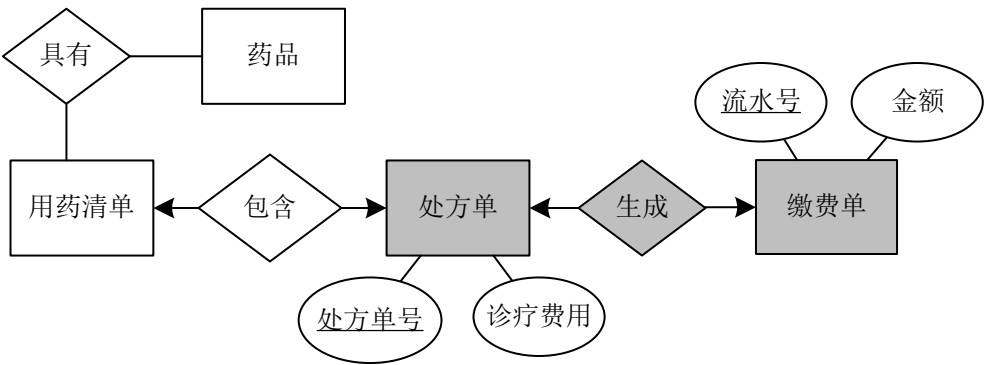 具有
药品
流水号
金额
用药清单
包含
处方单
生成
缴费单
处方单号
诊疗费用